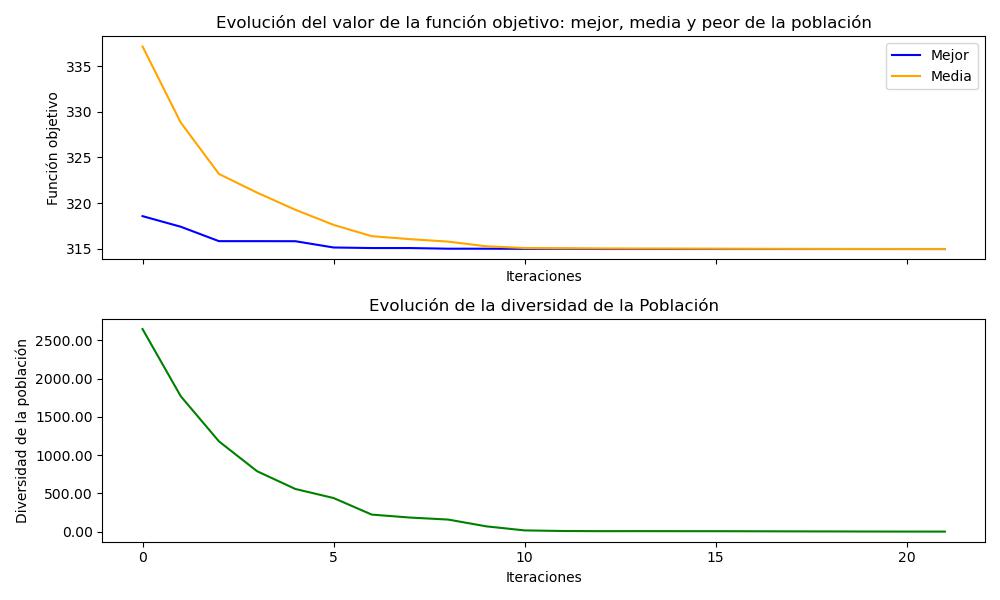 Evolución del valor de la función objetivo: mejor, media y peor de la población
Mejor
Media
Función objetivo
335
330
325
320
315
Iteraciones
Evolución de la diversidad de la Población
Diversidad de la población
2500.00
2000.00
1500.00
1000.00
500.00
0.00
0
5
10
15
20
Iteraciones